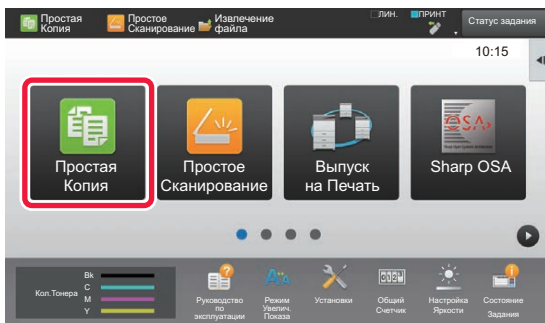 Простая
Копия
Простое
Сканирование
Извлечение
файла
ЛИН.
ПРИНТ
Статус задания
10:15
Простая
Копия
Простое
Сканирование
Выпуск
на Печать
OSA
Sharp OSA
Кол.Тонера
Bk
C
M
Y
Руководство
по
эксплуатации
Режим
Увелич.
Показа
Установки
Общий
Счетчик
Настройка
Яркости
Состояние
Задания